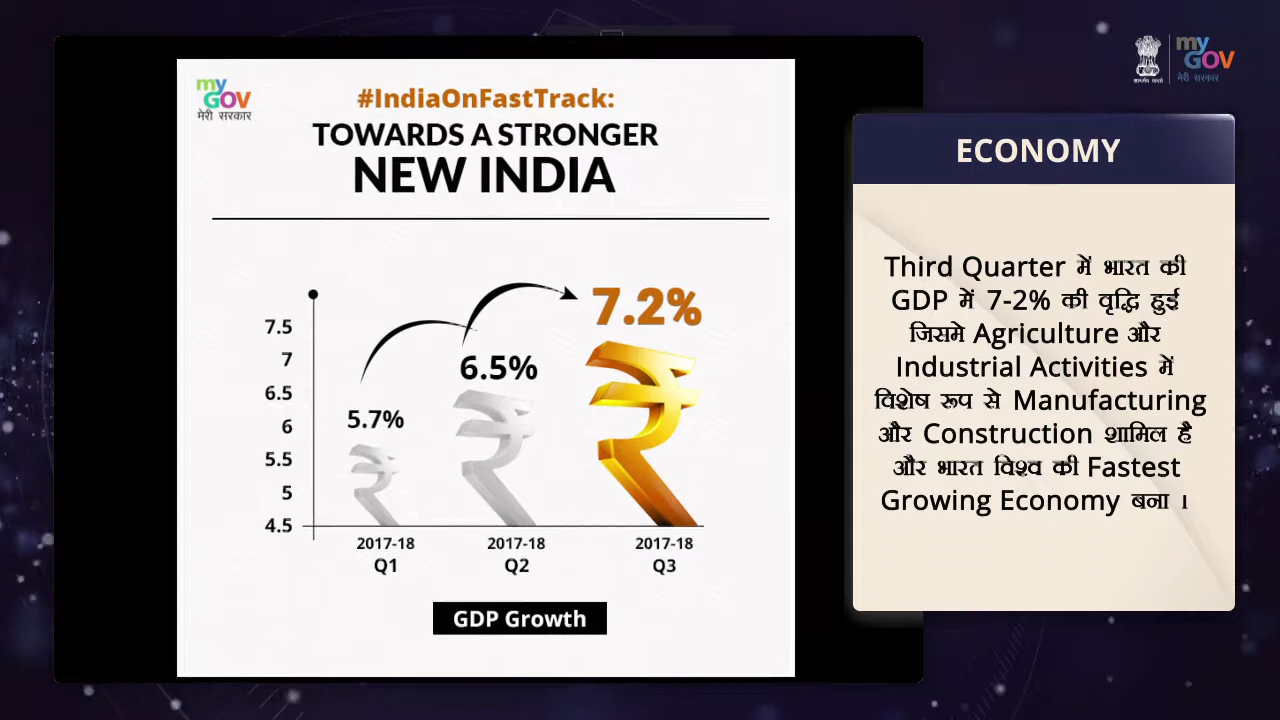 my
GOV
मेरी सरकार
#IndiaOnFastTrack:
TOWARDS A STRONGER
NEW INDIA
7.5
7
6.5
6
5.5
5
4.5
5.7%
6.5%
7.2%
2017-18
Q1
2017-18
Q2
2017-18
Q3
GDP Growth
my
GOV
मेरी सरकार
ECONOMY
Third Quarter में भारत की
GDP में 7-2% की वृद्धि हुई
जिसमे Agriculture और
Industrial Activities में
विशेष रूप से Manufacturing
और Construction शामिल है
और भारत विश्व की Fastest
Growing Economy बना ।